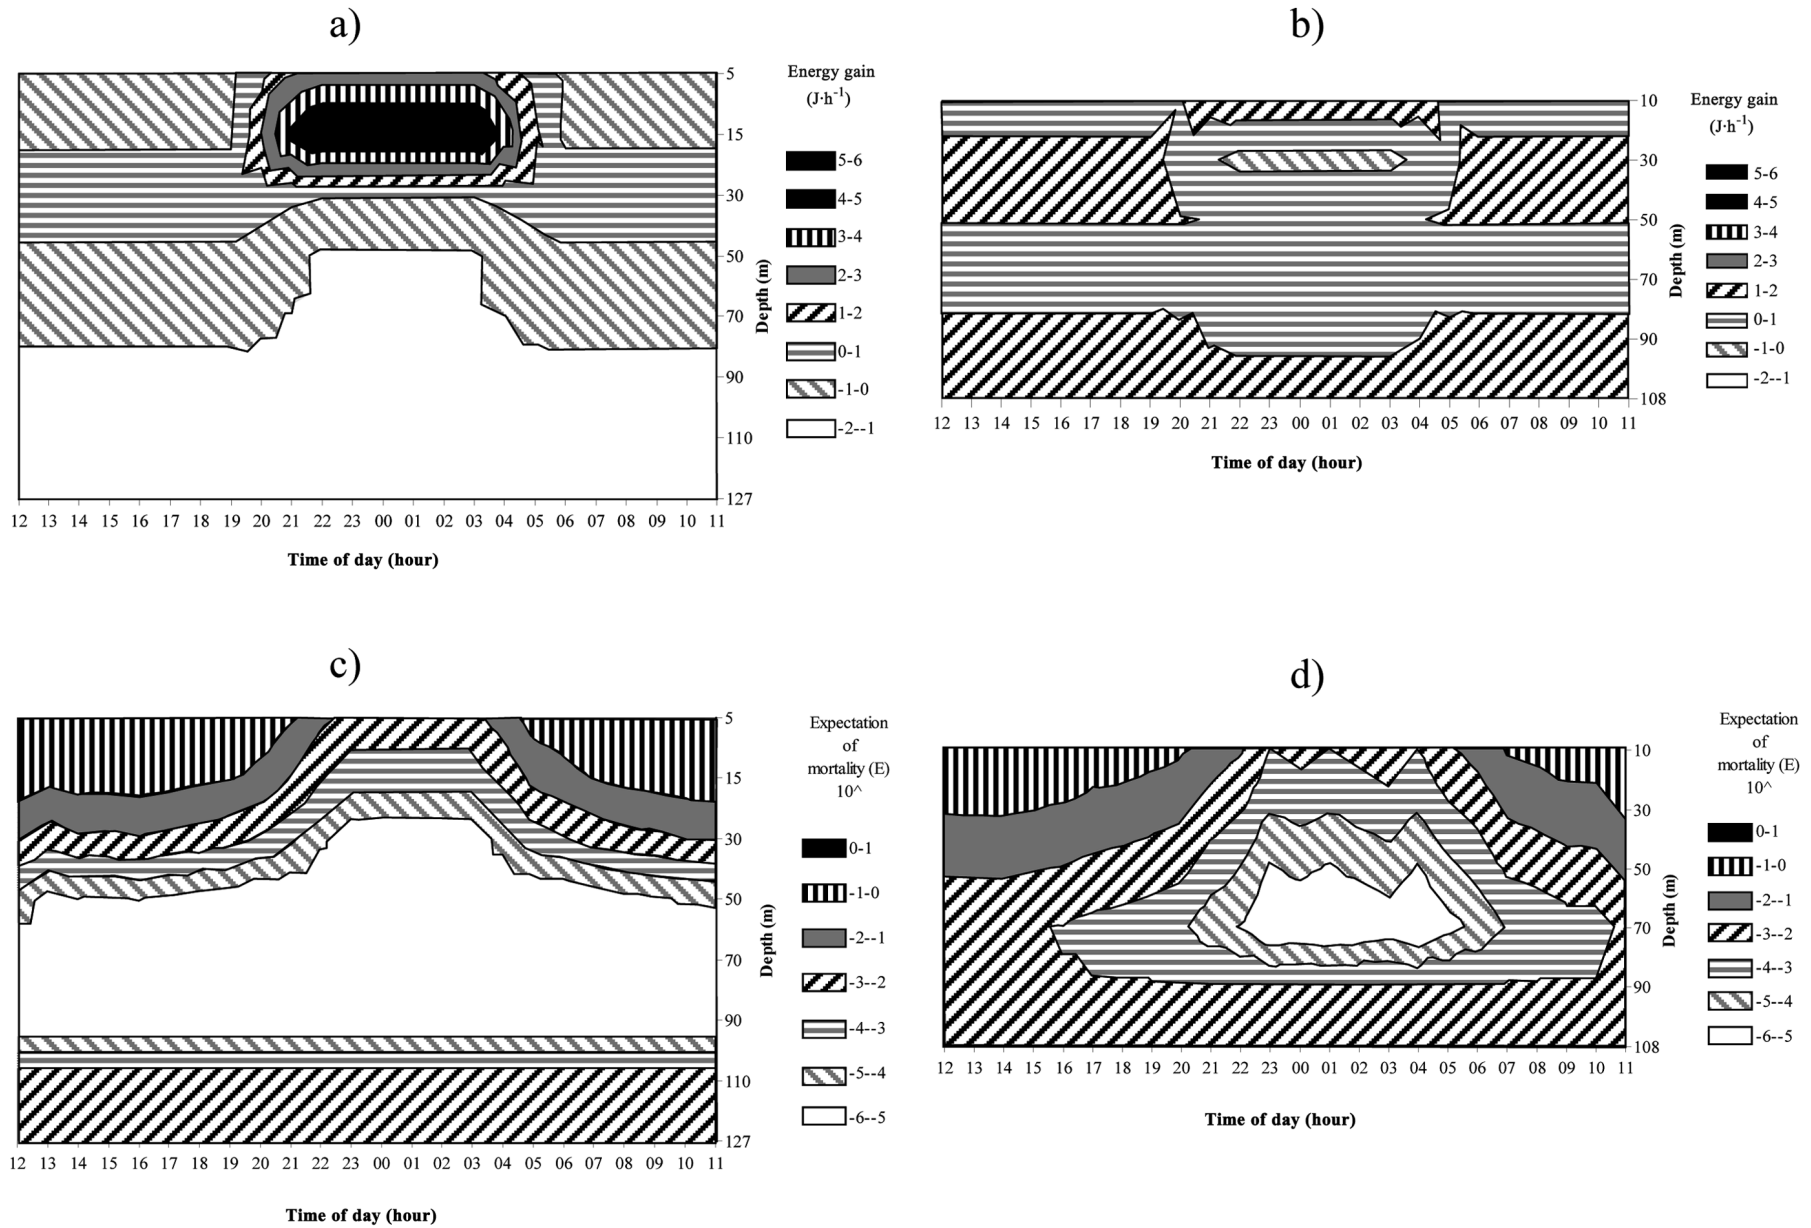 a)
5
15
30
50
70
90
110
127
Depth (m)
12 13 14 15 16 17 18 19 20 21 22 23 00 01 02 03 04 05 06 07 08 09 10 11
Time of day (hour)
Energy gain
(J·h-1)
5-6
4-5
3-4
2-3
1-2
0-1
-1-0
-2--1
b)
10
30
50
70
90
108
Depth (m)
12 13 14 15 16 17 18 19 20 21 22 23 00 01 02 03 04 05 06 07 08 09 10 11
Time of day (hour)
Energy gain
(J·h-1)
5-6
4-5
3-4
2-3
1-2
0-1
-1-0
-2--1
c)
5
15
30
50
70
90
110
127
Depth (m)
12 13 14 15 16 17 18 19 20 21 22 23 00 01 02 03 04 05 06 07 08 09 10 11
Time of day (hour)
Expectation
of
mortality (E)
10^
0-1
-1-0
-2--1
-3--2
-4--3
-5--4
-6--5
d)
10
30
50
70
90
108
Depth (m)
12 13 14 15 16 17 18 19 20 21 22 23 00 01 02 03 04 05 06 07 08 09 10 11
Time of day (hour)
Expectation
of
mortality (E)
10^
0-1
-1-0
-2--1
-3--2
-4--3
-5--4
-6--5